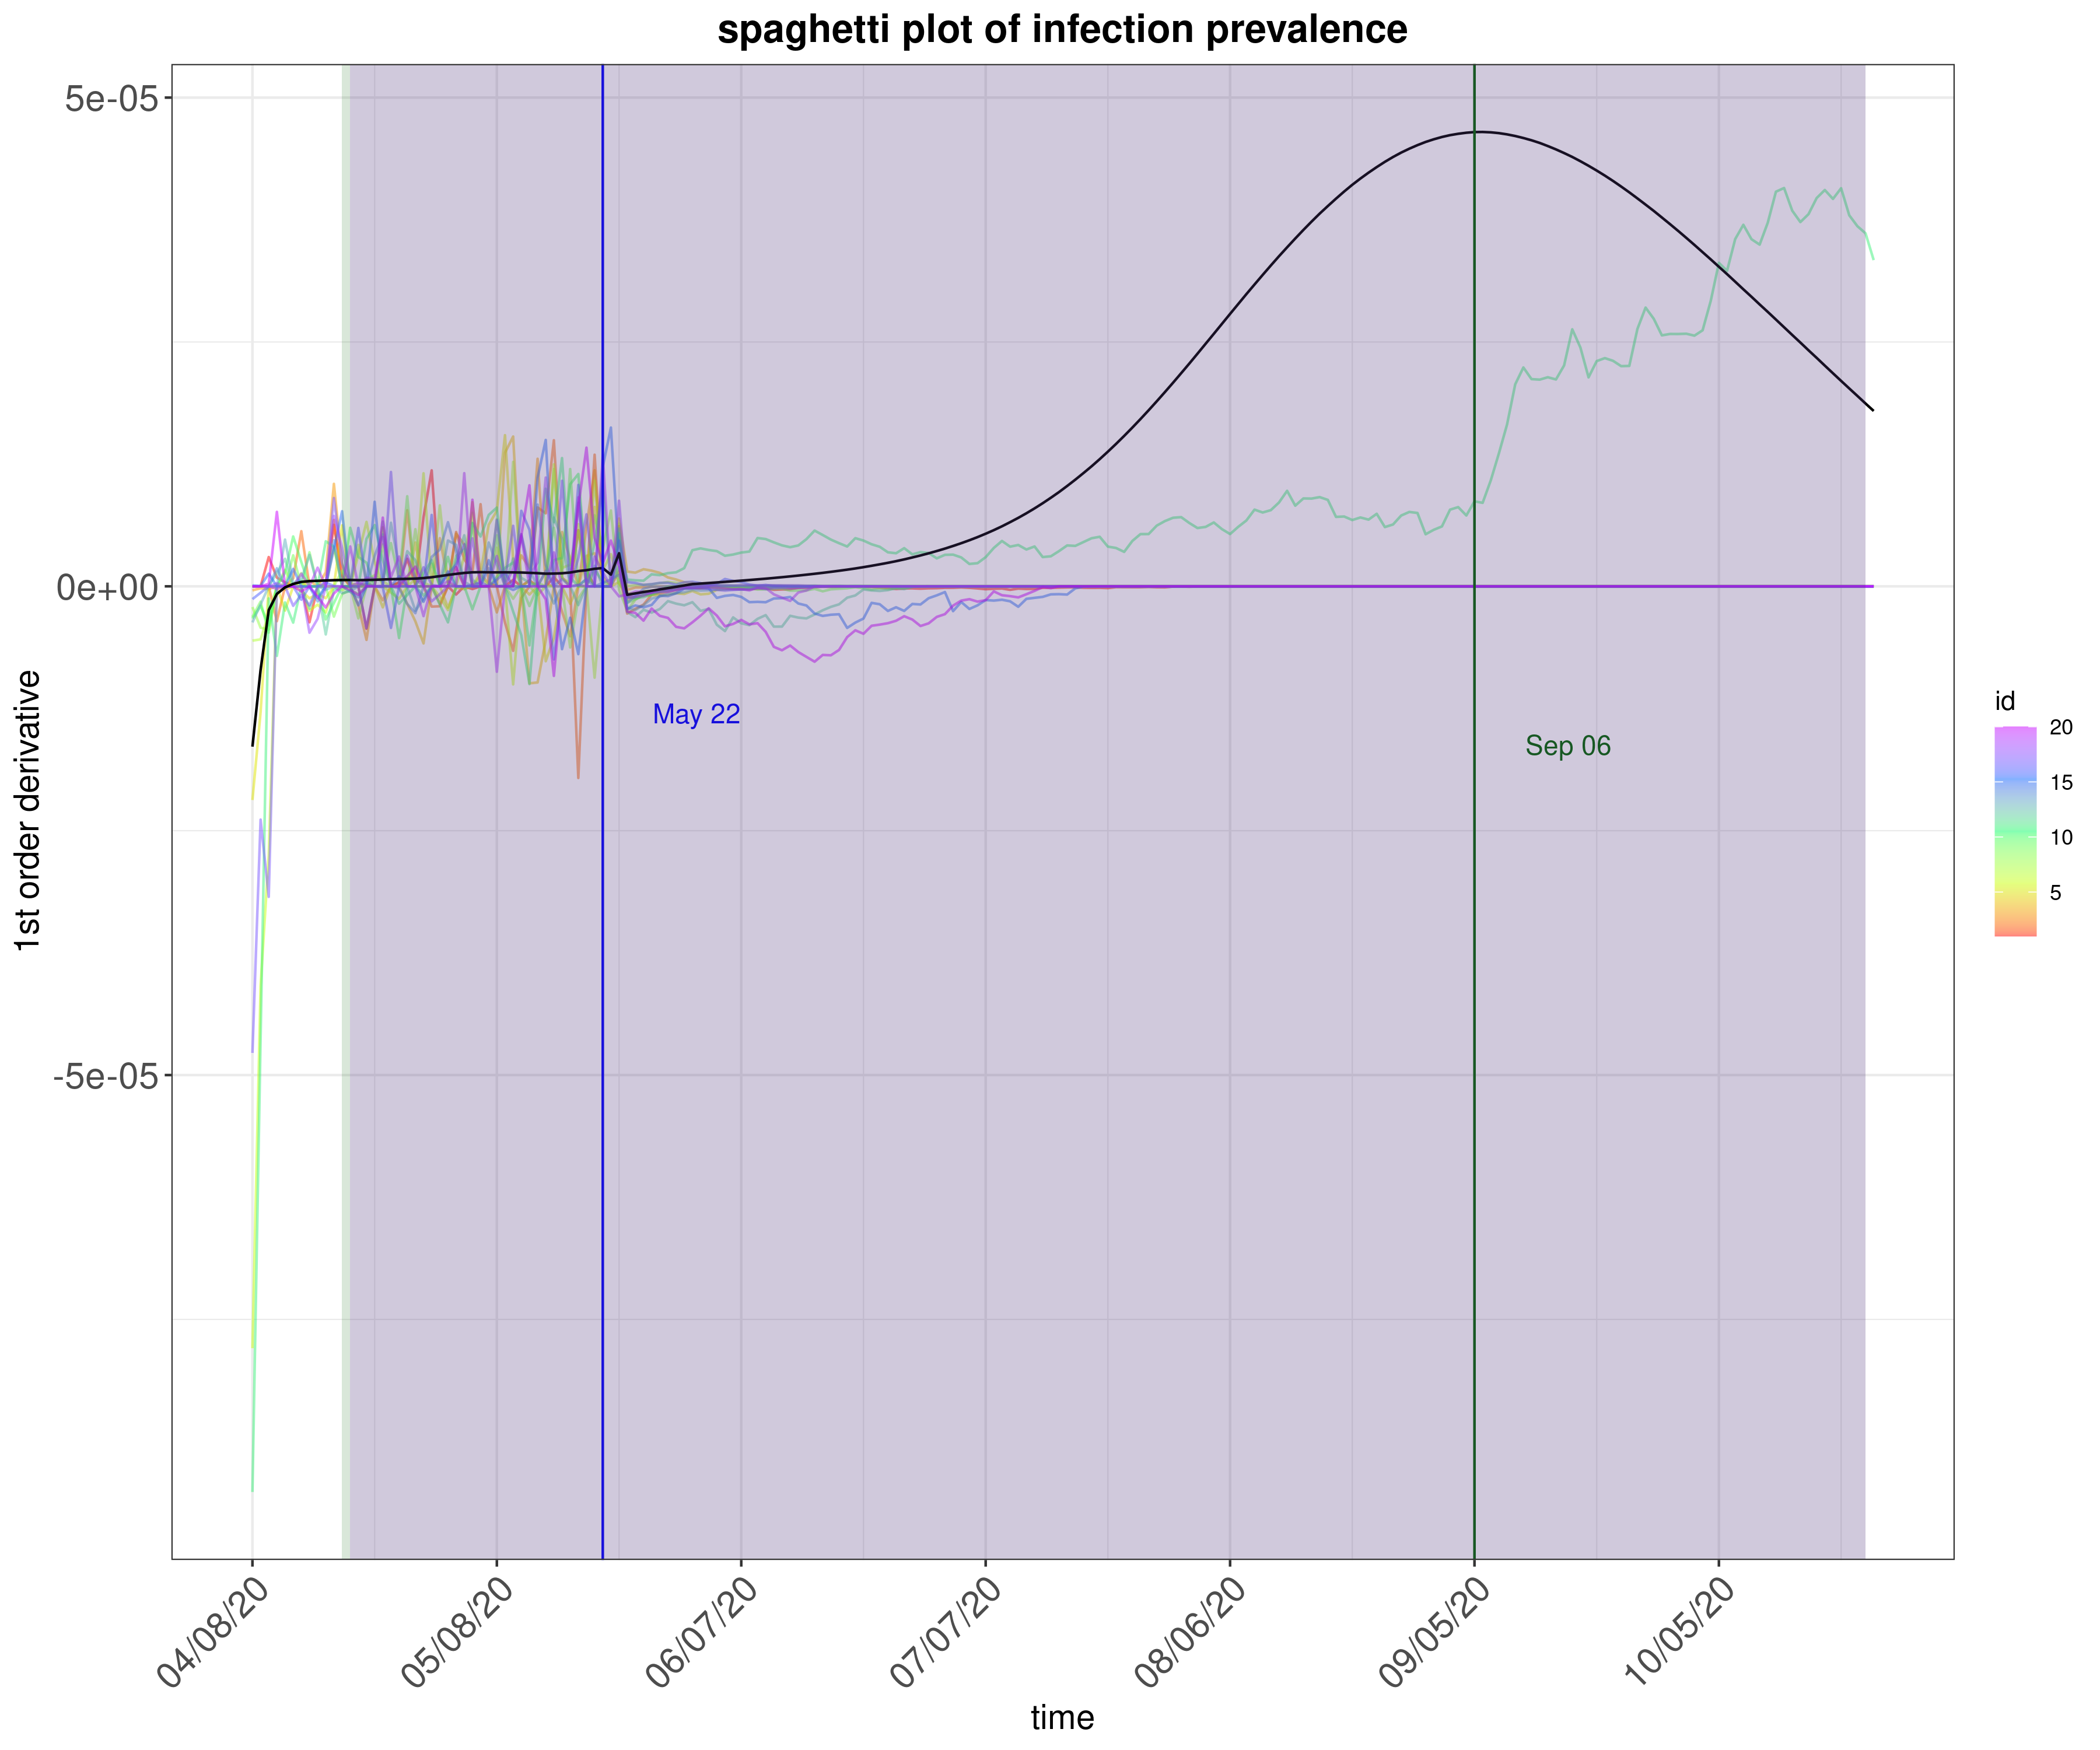 spaghetti plot of infection prevalence
1st order derivative
5e-05
0e+00
-5e-05
May 22
Sep 06
id
20
15
10
5
04/08/20
05/08/20
06/07/20
07/07/20
08/06/20
09/05/20
10/05/20
time